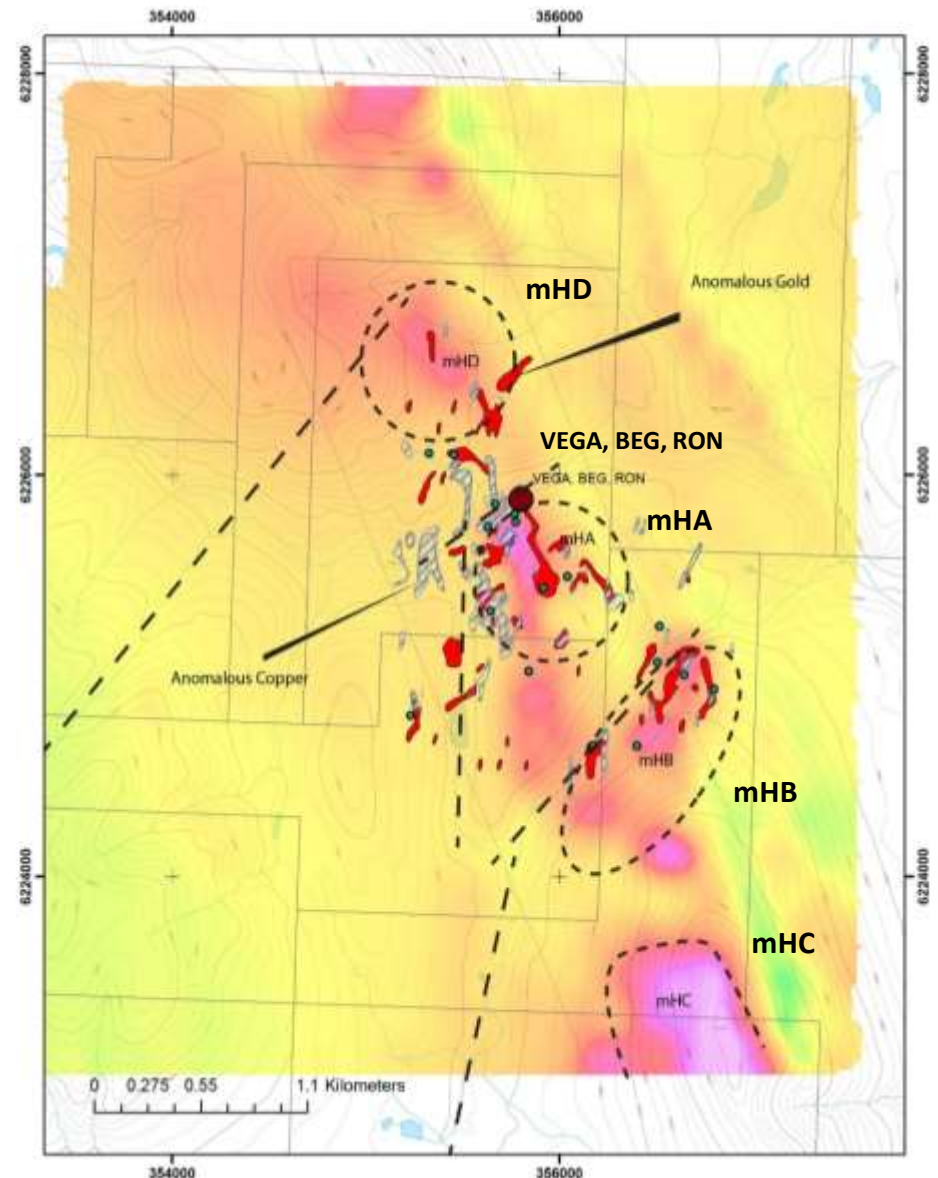 354000
356000
6228000
6228000
mHD
Anomalous Gold
mHD
VEGA, BEG, RON
6226000
VEGA, BEG, RON
6226000
mHA
mHA
Anomalous Copper
mHB
mHB
6224000
6224000
mHC
mHC
0 0.275 0.55 1.1 Kilometers
354000
356000